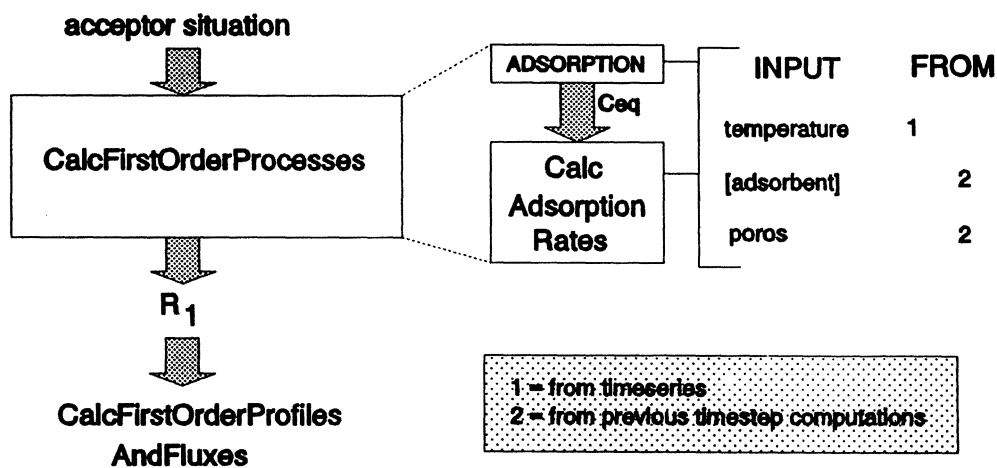 acceptor situation
CalcFirstOrderProcesses
R1
CalcFirstOrderProfiles
AndFluxes
ADSORPTION
Ceq
Calc
Adsorption
Rates
INPUT FROM
temperature 1
[adsorbent] 2
poros 2
1 = from timeseries
2 = from previous timestep computations